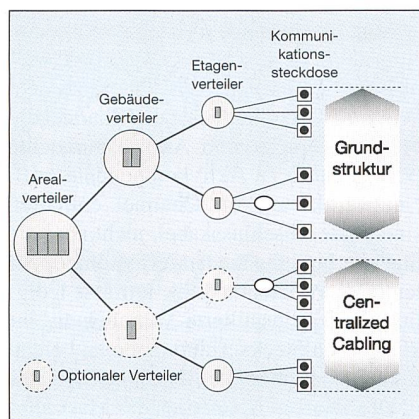 Kommuni-
kations-
steckdose
Etagen-
verteiler
Gebäude-
verteiler
Areal-
verteiler
Grund-
struktur
Cen-
tralized
Cabling
Optionaler Verteiler